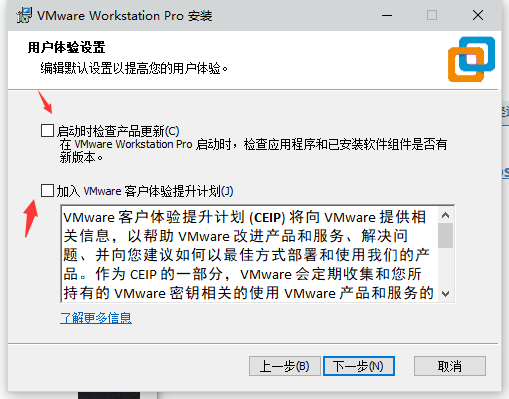 VMware Workstation Pro 安装
用户体验设置
编辑默认设置以提高您的用户体验。
启动时检查产品更新(C)
在 VMware Workstation Pro 启动时，检查应用程序和已安装软件组件是否有
新版本。
加入 VMware 客户体验提升计划(J)
VMware 客户体验提升计划 (CEIP) 将向 VMware 提供相
关信息，以帮助 VMware 改进产品和服务、解决问
题、并向您建议如何以最佳方式部署和使用我们的产
品。作为 CEIP 的一部分，VMware 会定期收集和您所
持有的 VMware 密钥相关的使用 VMware 产品和服务的
了解更多信息
上一步(B) 下一步(N) 取消